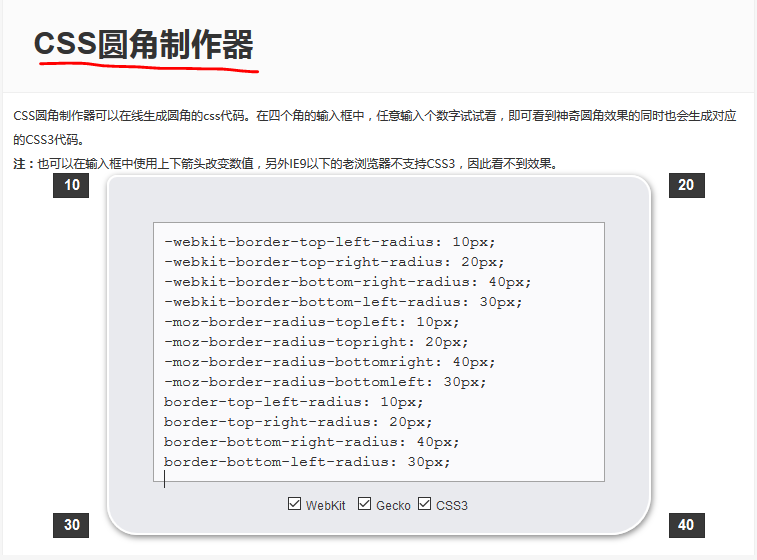 CSS圆角制作器
CSS圆角制作器可以在线生成圆角的css代码。在四个角的输入框中，任意输入个数字试试看，即可看到神奇圆角效果的同时也会生成对应
的CSS3代码。
注：也可以在输入框中使用上下箭头改变数值，另外IE9以下的老浏览器不支持CSS3，因此看不到效果。
10
20
-webkit-border-top-left-radius: 10px;
-webkit-border-top-right-radius: 20px;
-webkit-border-bottom-right-radius: 40px;
-webkit-border-bottom-left-radius: 30px;
-moz-border-radius-topleft: 10px;
-moz-border-radius-topright: 20px;
-moz-border-radius-bottomright: 40px;
-moz-border-radius-bottomleft: 30px;
border-top-left-radius: 10px;
border-top-right-radius: 20px;
border-bottom-right-radius: 40px;
border-bottom-left-radius: 30px;
WebKit Gecko CSS3
30
40